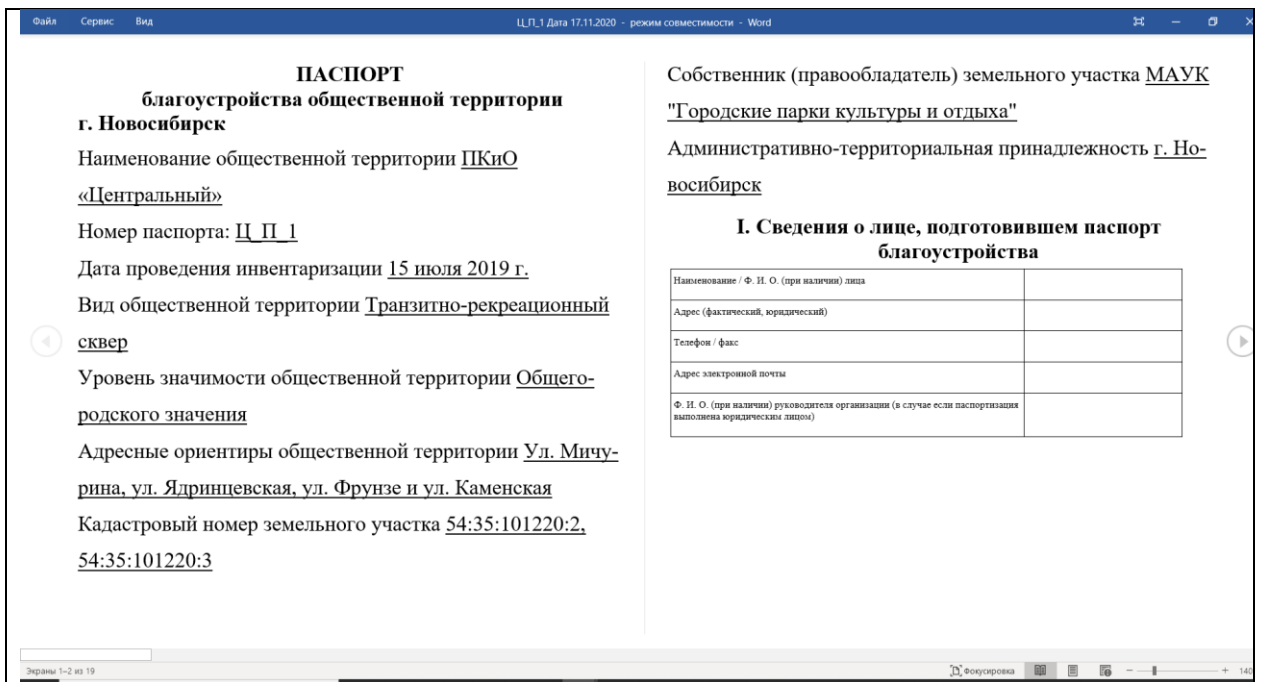 Файл Сервис Вид Ц_П_1 Дата 17.11.2020 - режим совместимости - Word
ПАСПОРТ
благоустройства общественной территории
г. Новосибирск
Наименование общественной территории ПКиО
«Центральный»
Номер паспорта: Ц_П_1
Дата проведения инвентаризации 15 июля 2019 г.
Вид общественной территории Транзитно-рекреационный
сквер
Уровень значимости общественной территории Общего-
родского значения
Адресные ориентиры общественной территории Ул. Мичу-
рина, ул. Ядринцевская, ул. Фрунзе и ул. Каменская
Кадастровый номер земельного участка 54:35:101220:2,
54:35:101220:3
Собственник (правообладатель) земельного участка МАУК
"Городские парки культуры и отдыха"
Административно-территориальная принадлежность г. Но-
восибирск
I. Сведения о лице, подготовившем паспорт
благоустройства
Наименование / Ф. И. О. (при наличии) лица
Адрес (фактический, юридический)
Телефон / факс
Адрес электронной почты
Ф. И. О. (при наличии) руководителя организации (в случае если паспортизация
выполнена юридическим лицом)
Экраны 1–2 из 19 Фокусировка 140